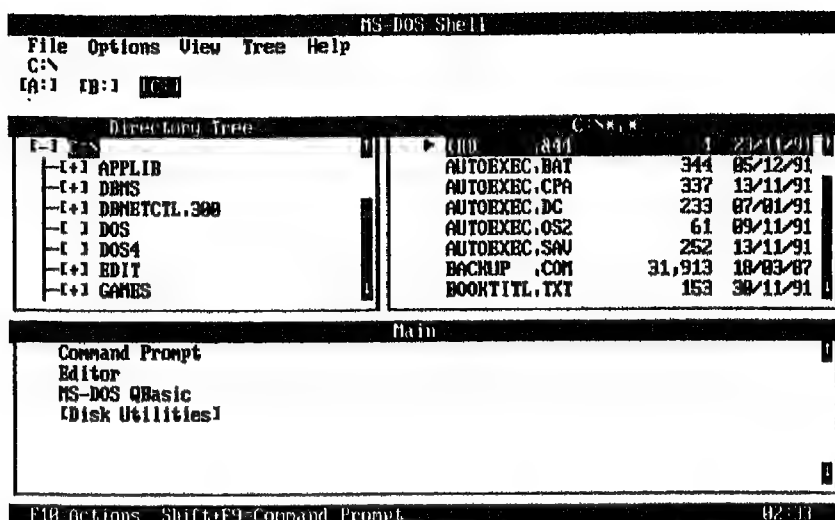 MS-DOS Shell
File Options View Tree Help
C:\
[A:] [B:] [C:]
Directory Tree
[-] C:\
[+] APPLIB
[+] DBMS
[+] DBNETCTL.300
[ ] DOS
[ ] DOS4
[+] EDIT
[+] GAMES
C:\*.*
.@44
AUTOEXEC.BAT 344 05/12/91
AUTOEXEC.CPA 337 13/11/91
AUTOEXEC.DC 233 07/01/91
AUTOEXEC.OS2 61 09/11/91
AUTOEXEC.SAV 252 13/11/91
BACKUP .COM 31,913 18/03/87
BOOKTITL.TXT 153 30/11/91
Main
Command Prompt
Editor
MS-DOS QBasic
[Disk Utilities]
F10=Actions Shift+F9=Command Prompt 02:33